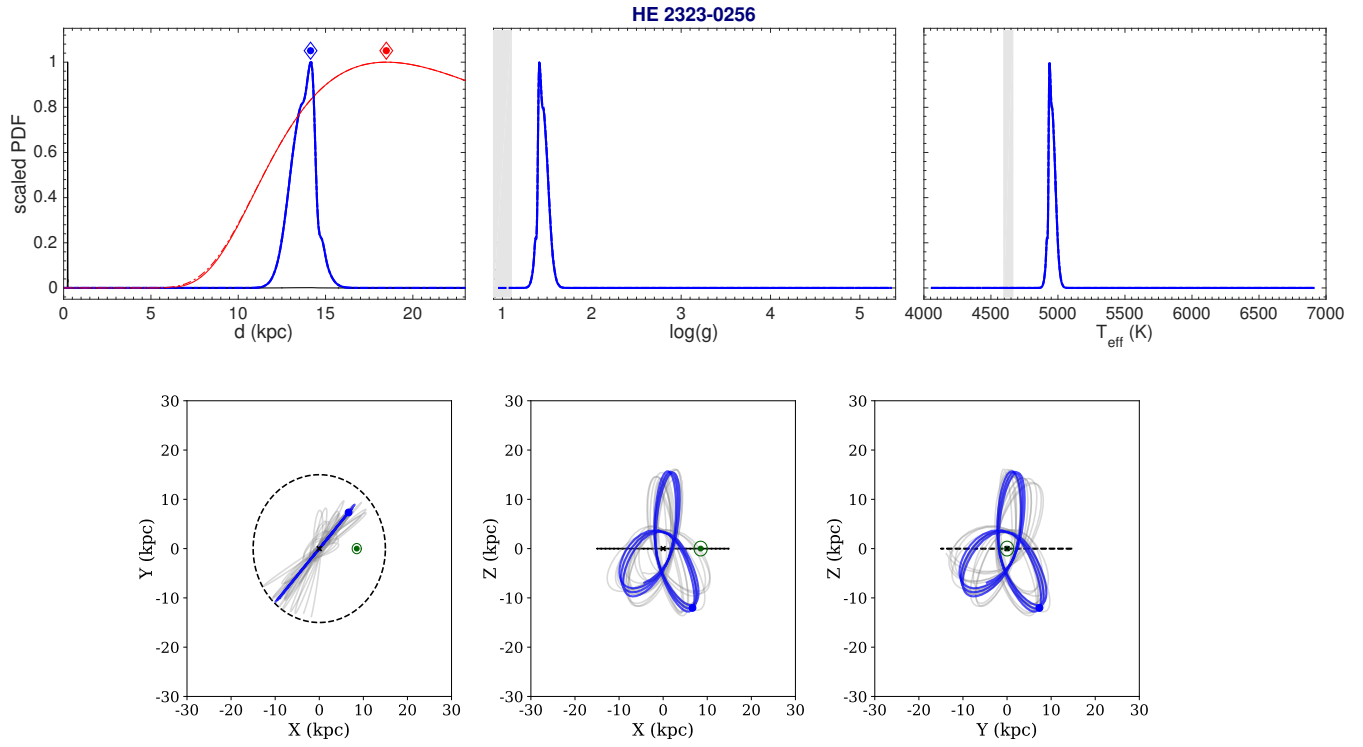 HE 2323-0256
scaled PDF
1
0.8
0.6
0.4
0.2
0
0 5 10 15 20
d (kpc)
1 2 3 4 5
log(g)
4000 4500 5000 5500 6000 6500 7000
T_eff (K)
Y (kpc)
30
20
10
0
-10
-20
-30
-30 -20 -10 0 10 20 30
X (kpc)
Z (kpc)
30
20
10
0
-10
-20
-30
-30 -20 -10 0 10 20 30
X (kpc)
Z (kpc)
30
20
10
0
-10
-20
-30
-30 -20 -10 0 10 20 30
Y (kpc)